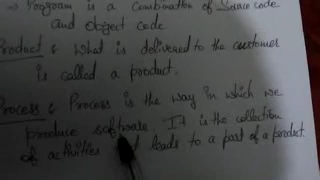 → Program is a combination of Source code
and Object code
Product : What is delivered to the customer
is called a product.
Process : Process is the way in which we
produce software. It is the collection
of activities leads to a part of a product.